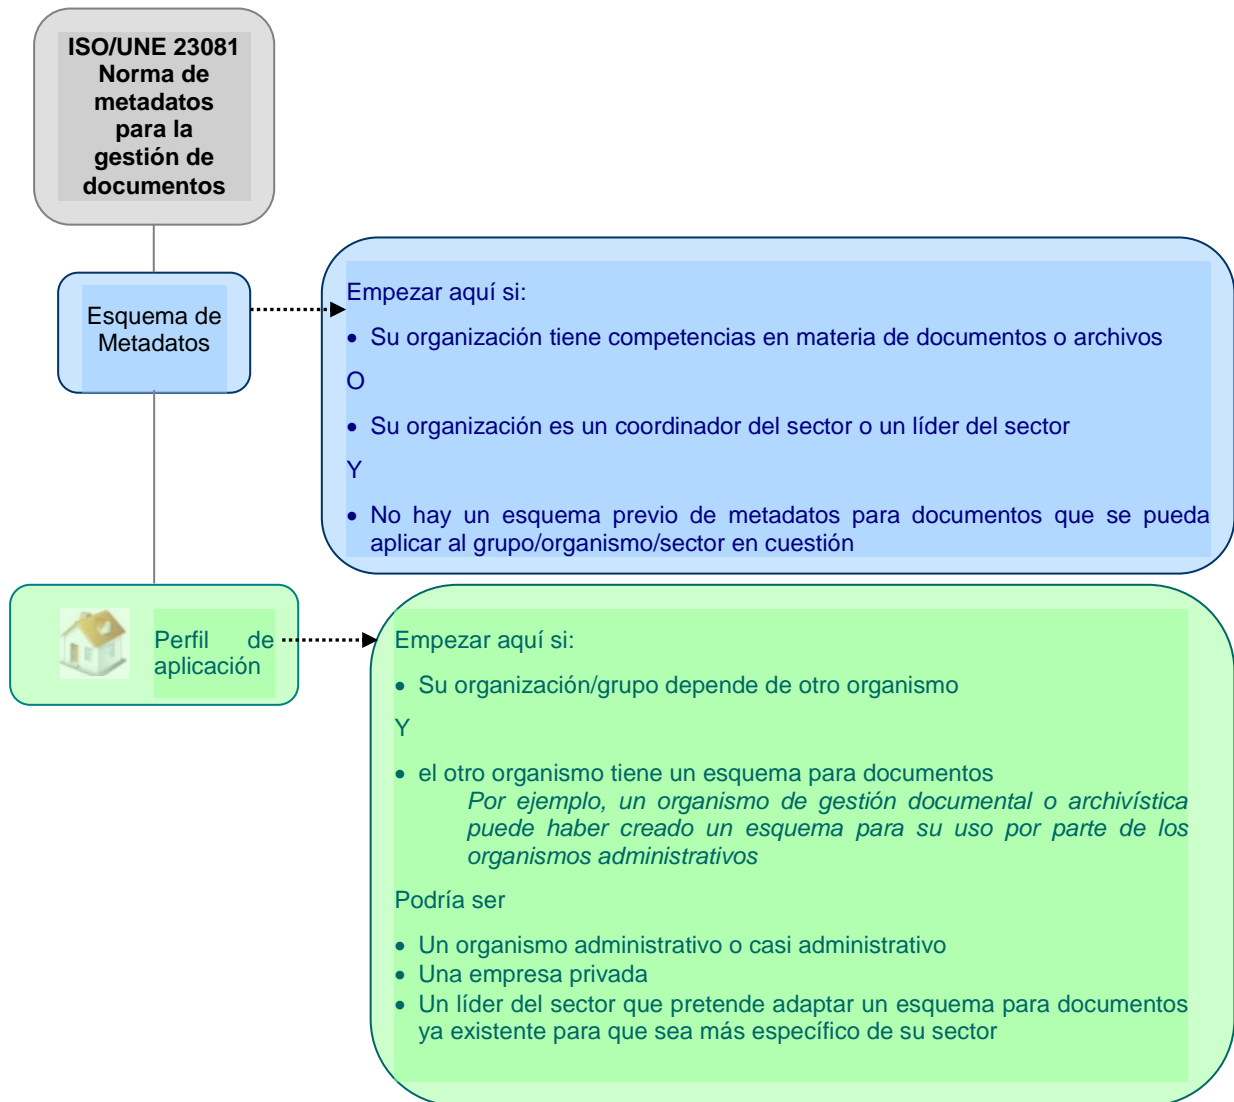 ISO/UNE 23081
Norma de
metadatos
para la
gestión de
documentos
Esquema de
Metadatos
Empezar aquí si:
• Su organización tiene competencias en materia de documentos o archivos
O
• Su organización es un coordinador del sector o un líder del sector
Y
• No hay un esquema previo de metadatos para documentos que se pueda
aplicar al grupo/organismo/sector en cuestión
Perfil de
aplicación
Empezar aquí si:
• Su organización/grupo depende de otro organismo
Y
• el otro organismo tiene un esquema para documentos
Por ejemplo, un organismo de gestión documental o archivística
puede haber creado un esquema para su uso por parte de los
organismos administrativos
Podría ser
• Un organismo administrativo o casi administrativo
• Una empresa privada
• Un líder del sector que pretende adaptar un esquema para documentos
ya existente para que sea más específico de su sector